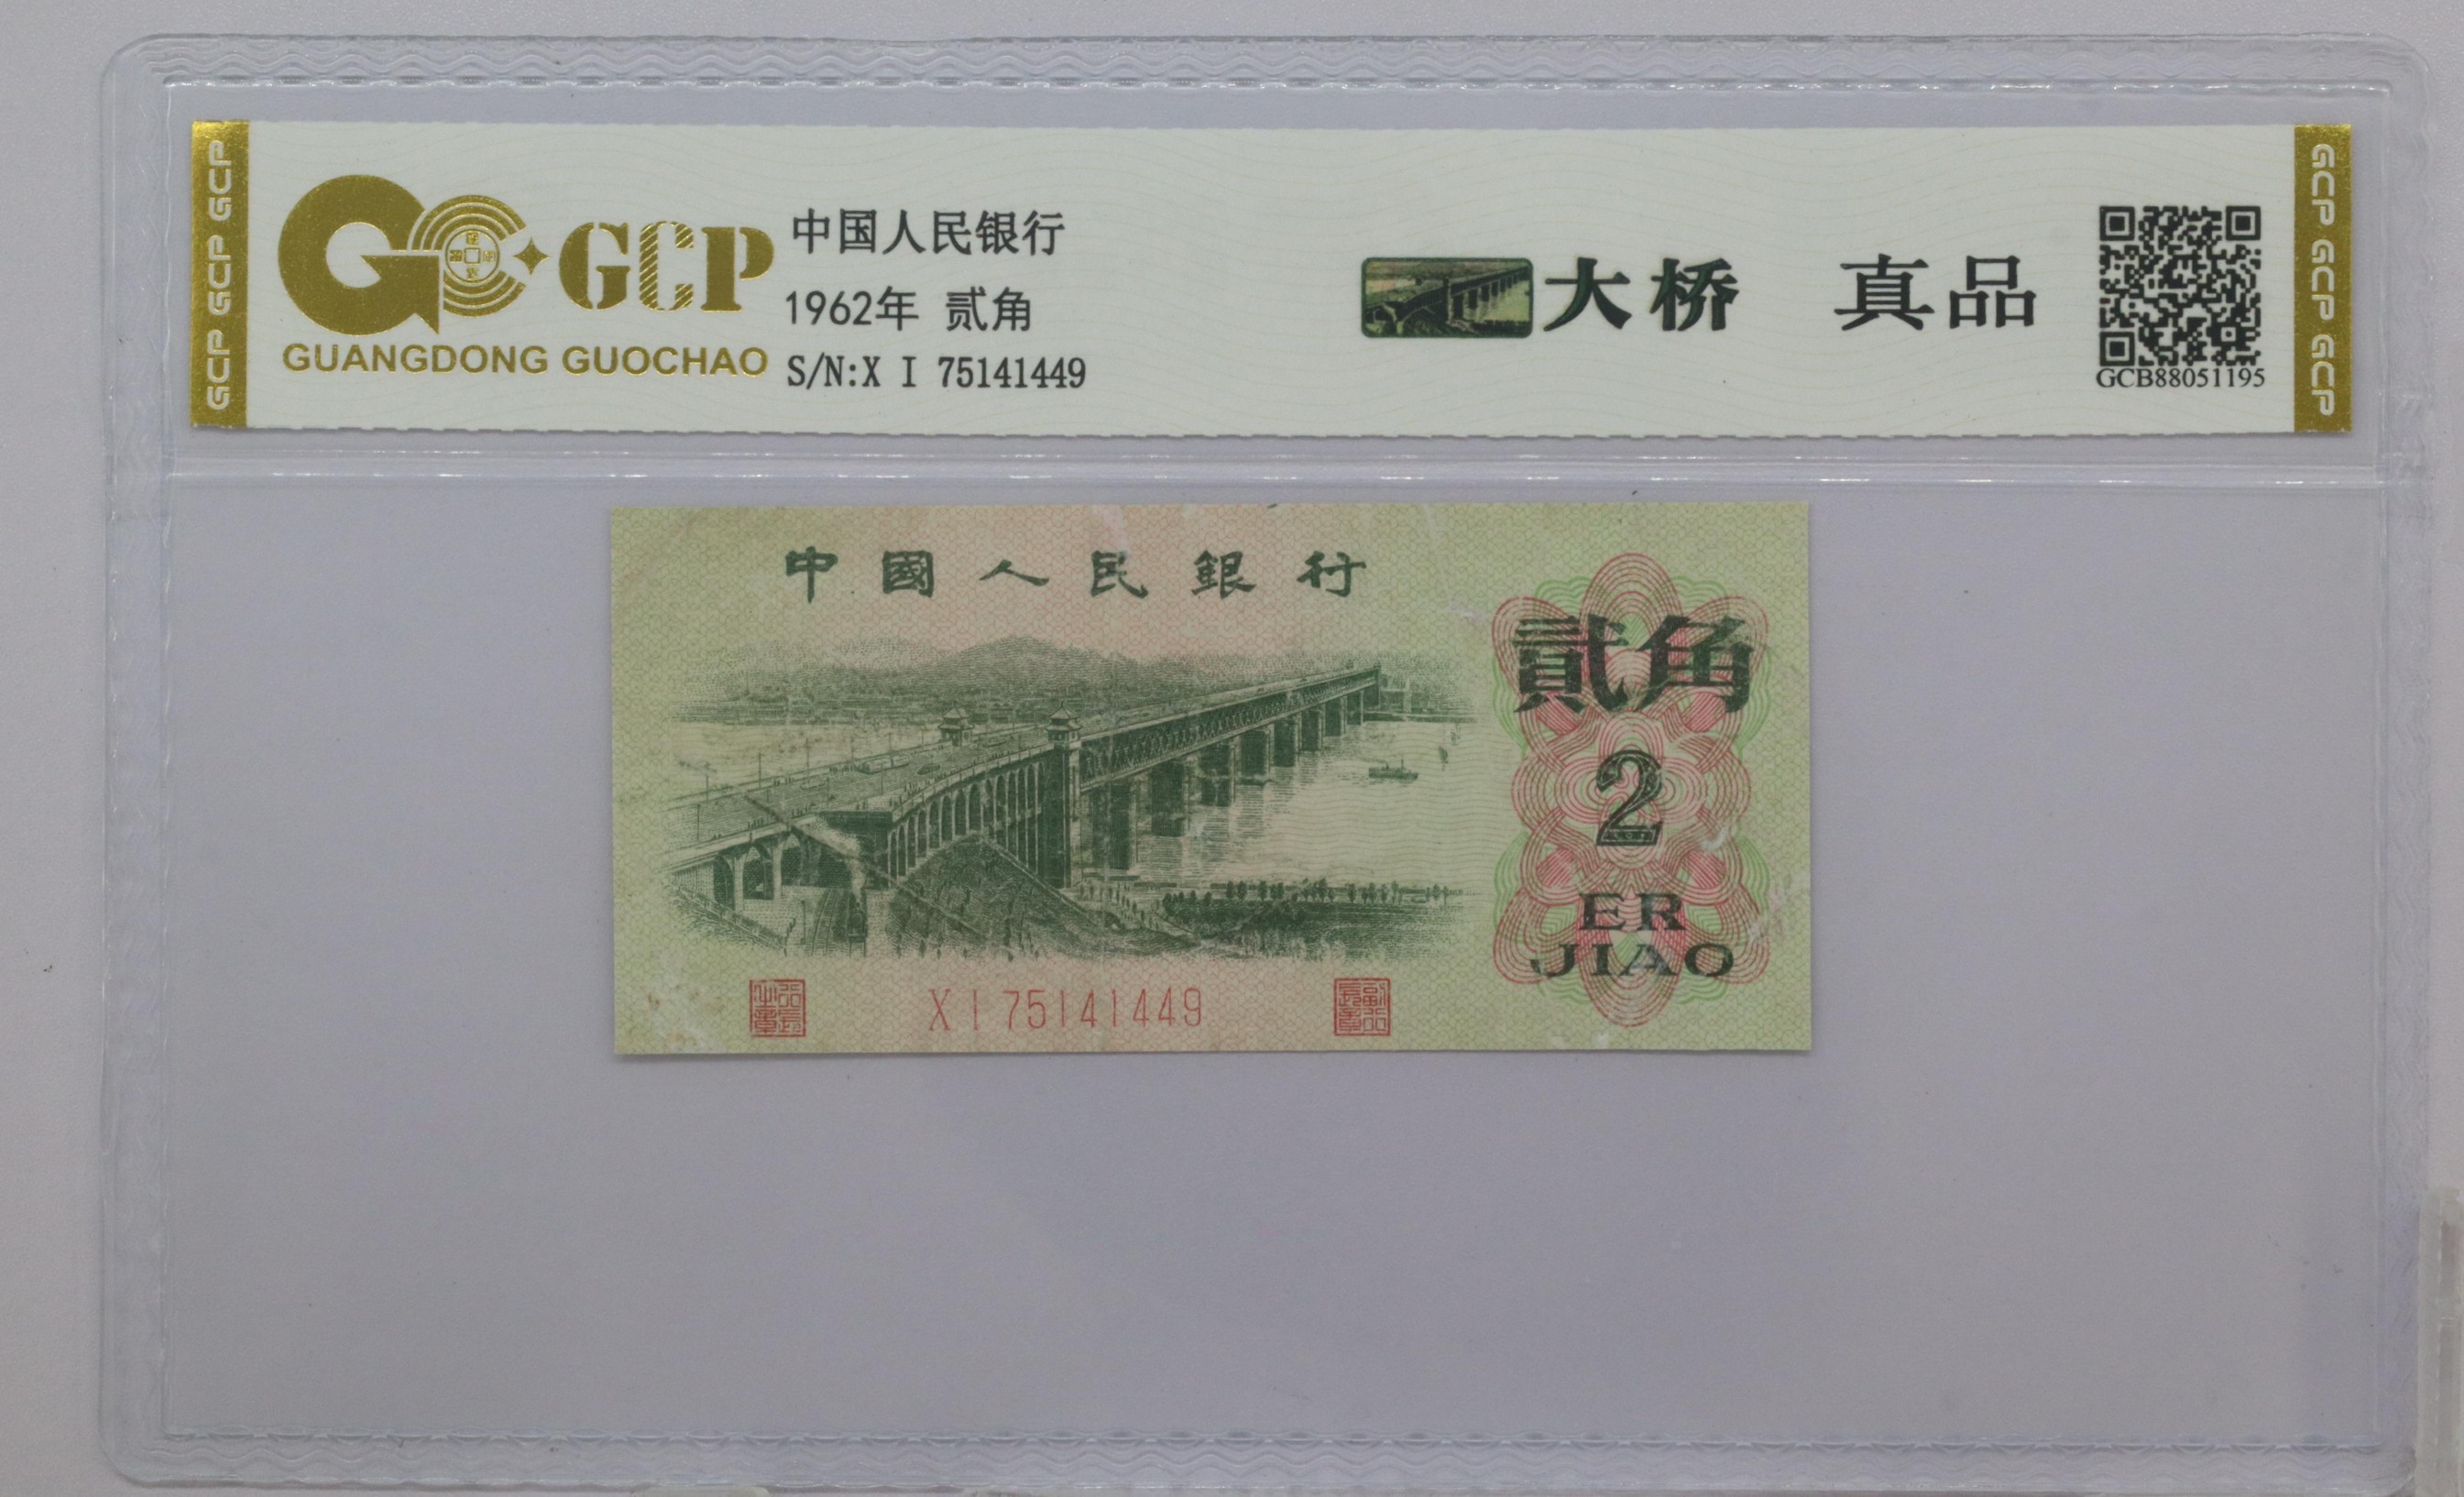 GCP GCP GCP
GCP
GUANGDONG GUOCHAO
中国人民银行
1962年 贰角
S/N:X I 75141449
大桥 真品
GCB88051195
GCP GCP GCP
中國人民銀行
貳角
2
ER
JIAO
X I 75141449